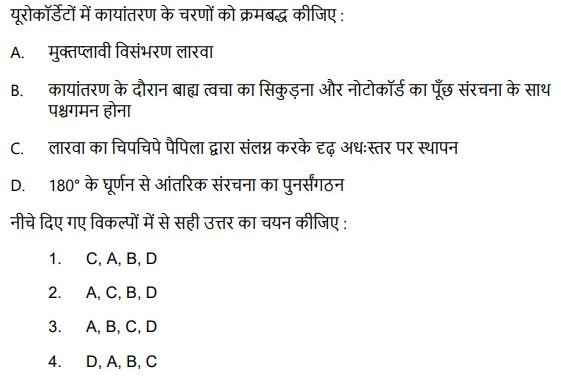 यूरोकॉर्डेटों में कायांतरण के चरणों को क्रमबद्ध कीजिए :
A. मुक्तप्लावी विसंभरण लारवा
B. कायांतरण के दौरान बाह्य त्वचा का सिकुड़ना और नोटोकॉर्ड का पूँछ संरचना के साथ
पश्चगमन होना
C. लारवा का चिपचिपे पैपिला द्वारा संलग्न करके दृढ़ अधःस्तर पर स्थापन
D. 180° के घूर्णन से आंतरिक संरचना का पुनर्संगठन
नीचे दिए गए विकल्पों में से सही उत्तर का चयन कीजिए :
1. C, A, B, D
2. A, C, B, D
3. A, B, C, D
4. D, A, B, C